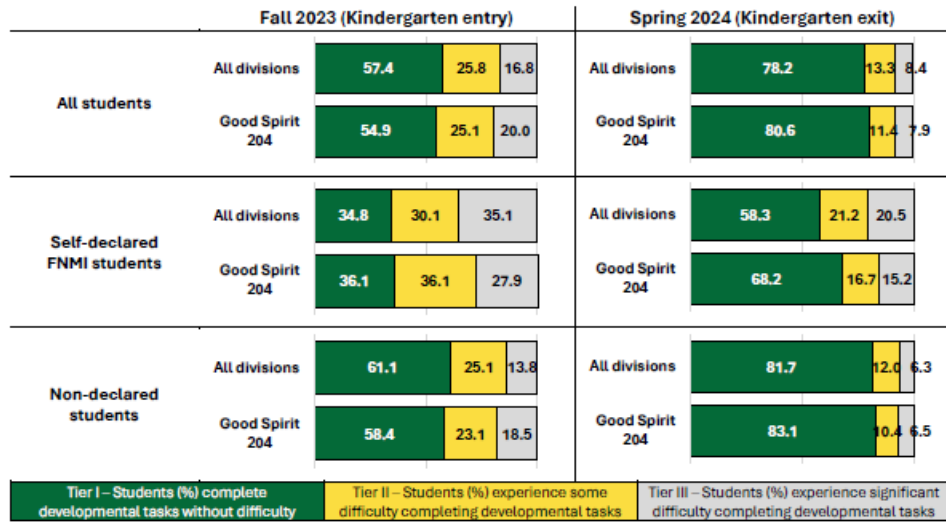 Fall 2023 (Kindergarten entry)
Spring 2024 (Kindergarten exit)
All students
All divisions
57.4 25.8 16.8
All divisions
78.2 13.3 8.4
Good Spirit
204
54.9 25.1 20.0
Good Spirit
204
80.6 11.4 7.9
Self-declared
FNMI students
All divisions
34.8 30.1 35.1
All divisions
58.3 21.2 20.5
Good Spirit
204
36.1 36.1 27.9
Good Spirit
204
68.2 16.7 15.2
Non-declared
students
All divisions
61.1 25.1 13.8
All divisions
81.7 12.0 6.3
Good Spirit
204
58.4 23.1 18.5
Good Spirit
204
83.1 10.4 6.5
Tier I – Students (%) complete
developmental tasks without difficulty
Tier II – Students (%) experience some
difficulty completing developmental tasks
Tier III – Students (%) experience significant
difficulty completing developmental tasks